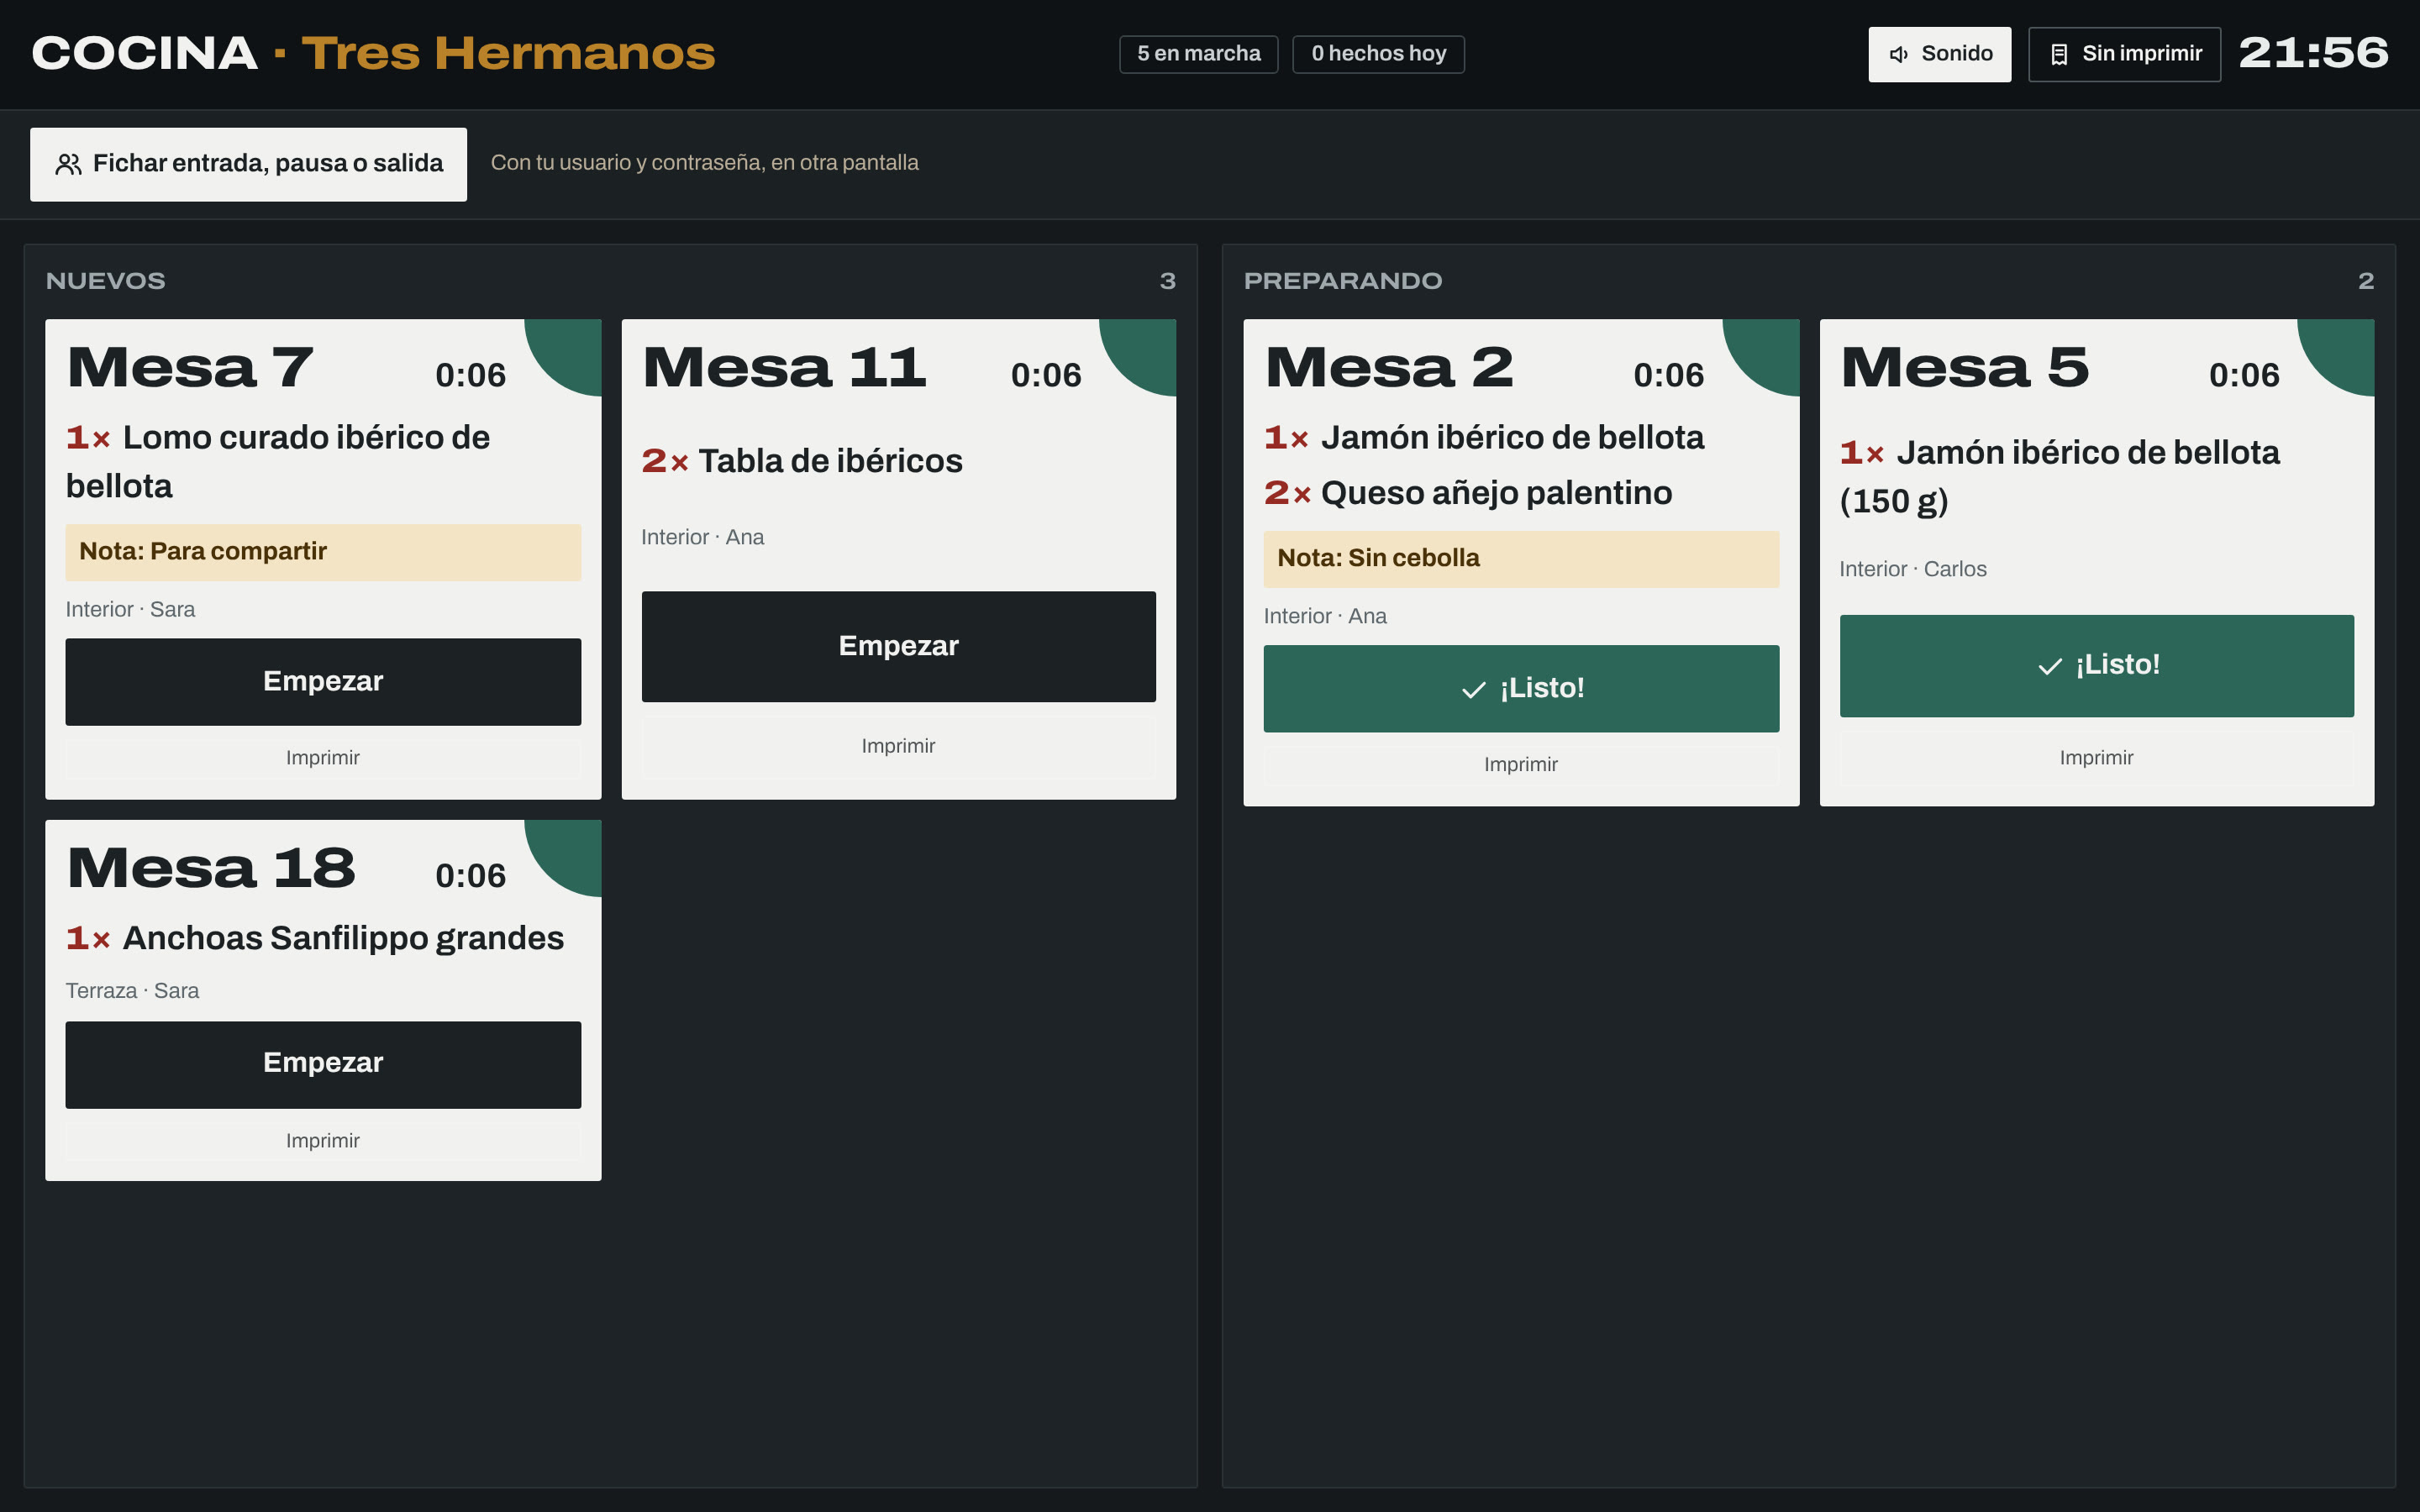 COCINA · Tres Hermanos
5 en marcha
0 hechos hoy
Sonido
Sin imprimir
21:56
Fichar entrada, pausa o salida
Con tu usuario y contraseña, en otra pantalla
NUEVOS
3
Mesa 7
0:06
1× Lomo curado ibérico de
bellota
Nota: Para compartir
Interior · Sara
Empezar
Imprimir
Mesa 11
0:06
2× Tabla de ibéricos
Interior · Ana
Empezar
Imprimir
Mesa 18
0:06
1× Anchoas Sanfilippo grandes
Terraza · Sara
Empezar
Imprimir
PREPARANDO
2
Mesa 2
0:06
1× Jamón ibérico de bellota
2× Queso añejo palentino
Nota: Sin cebolla
Interior · Ana
¡Listo!
Imprimir
Mesa 5
0:06
1× Jamón ibérico de bellota
(150 g)
Interior · Carlos
¡Listo!
Imprimir